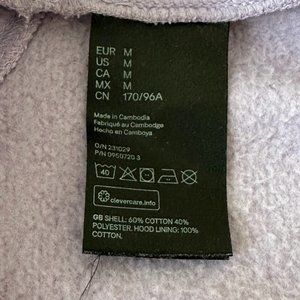 EUR M
US M
CA M
MX M
CN 170/96A
Made in Cambodia
Fabriqué au Cambodge
Hecho en Camboya
O/N 231029
P/N 0950720 3
40
clevercare.info
GB SHELL: 60% COTTON 40%
POLYESTER. HOOD LINING: 100%
COTTON.